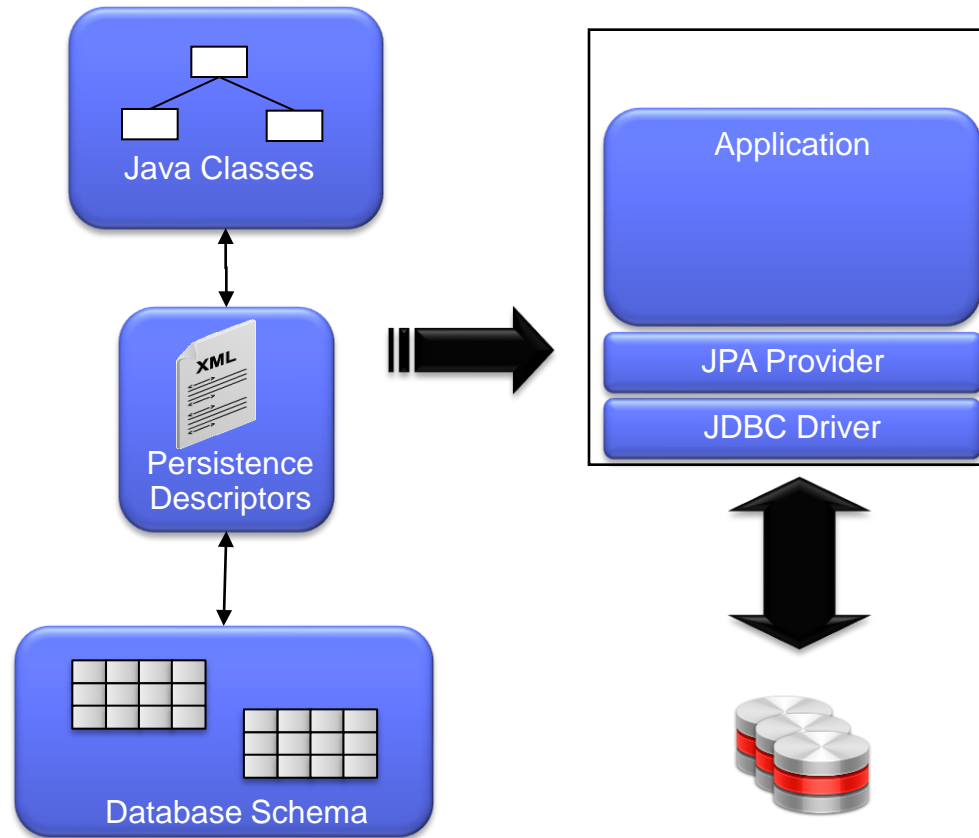 Java Classes
XML
Persistence
Descriptors
Database Schema
Application
JPA Provider
JDBC Driver